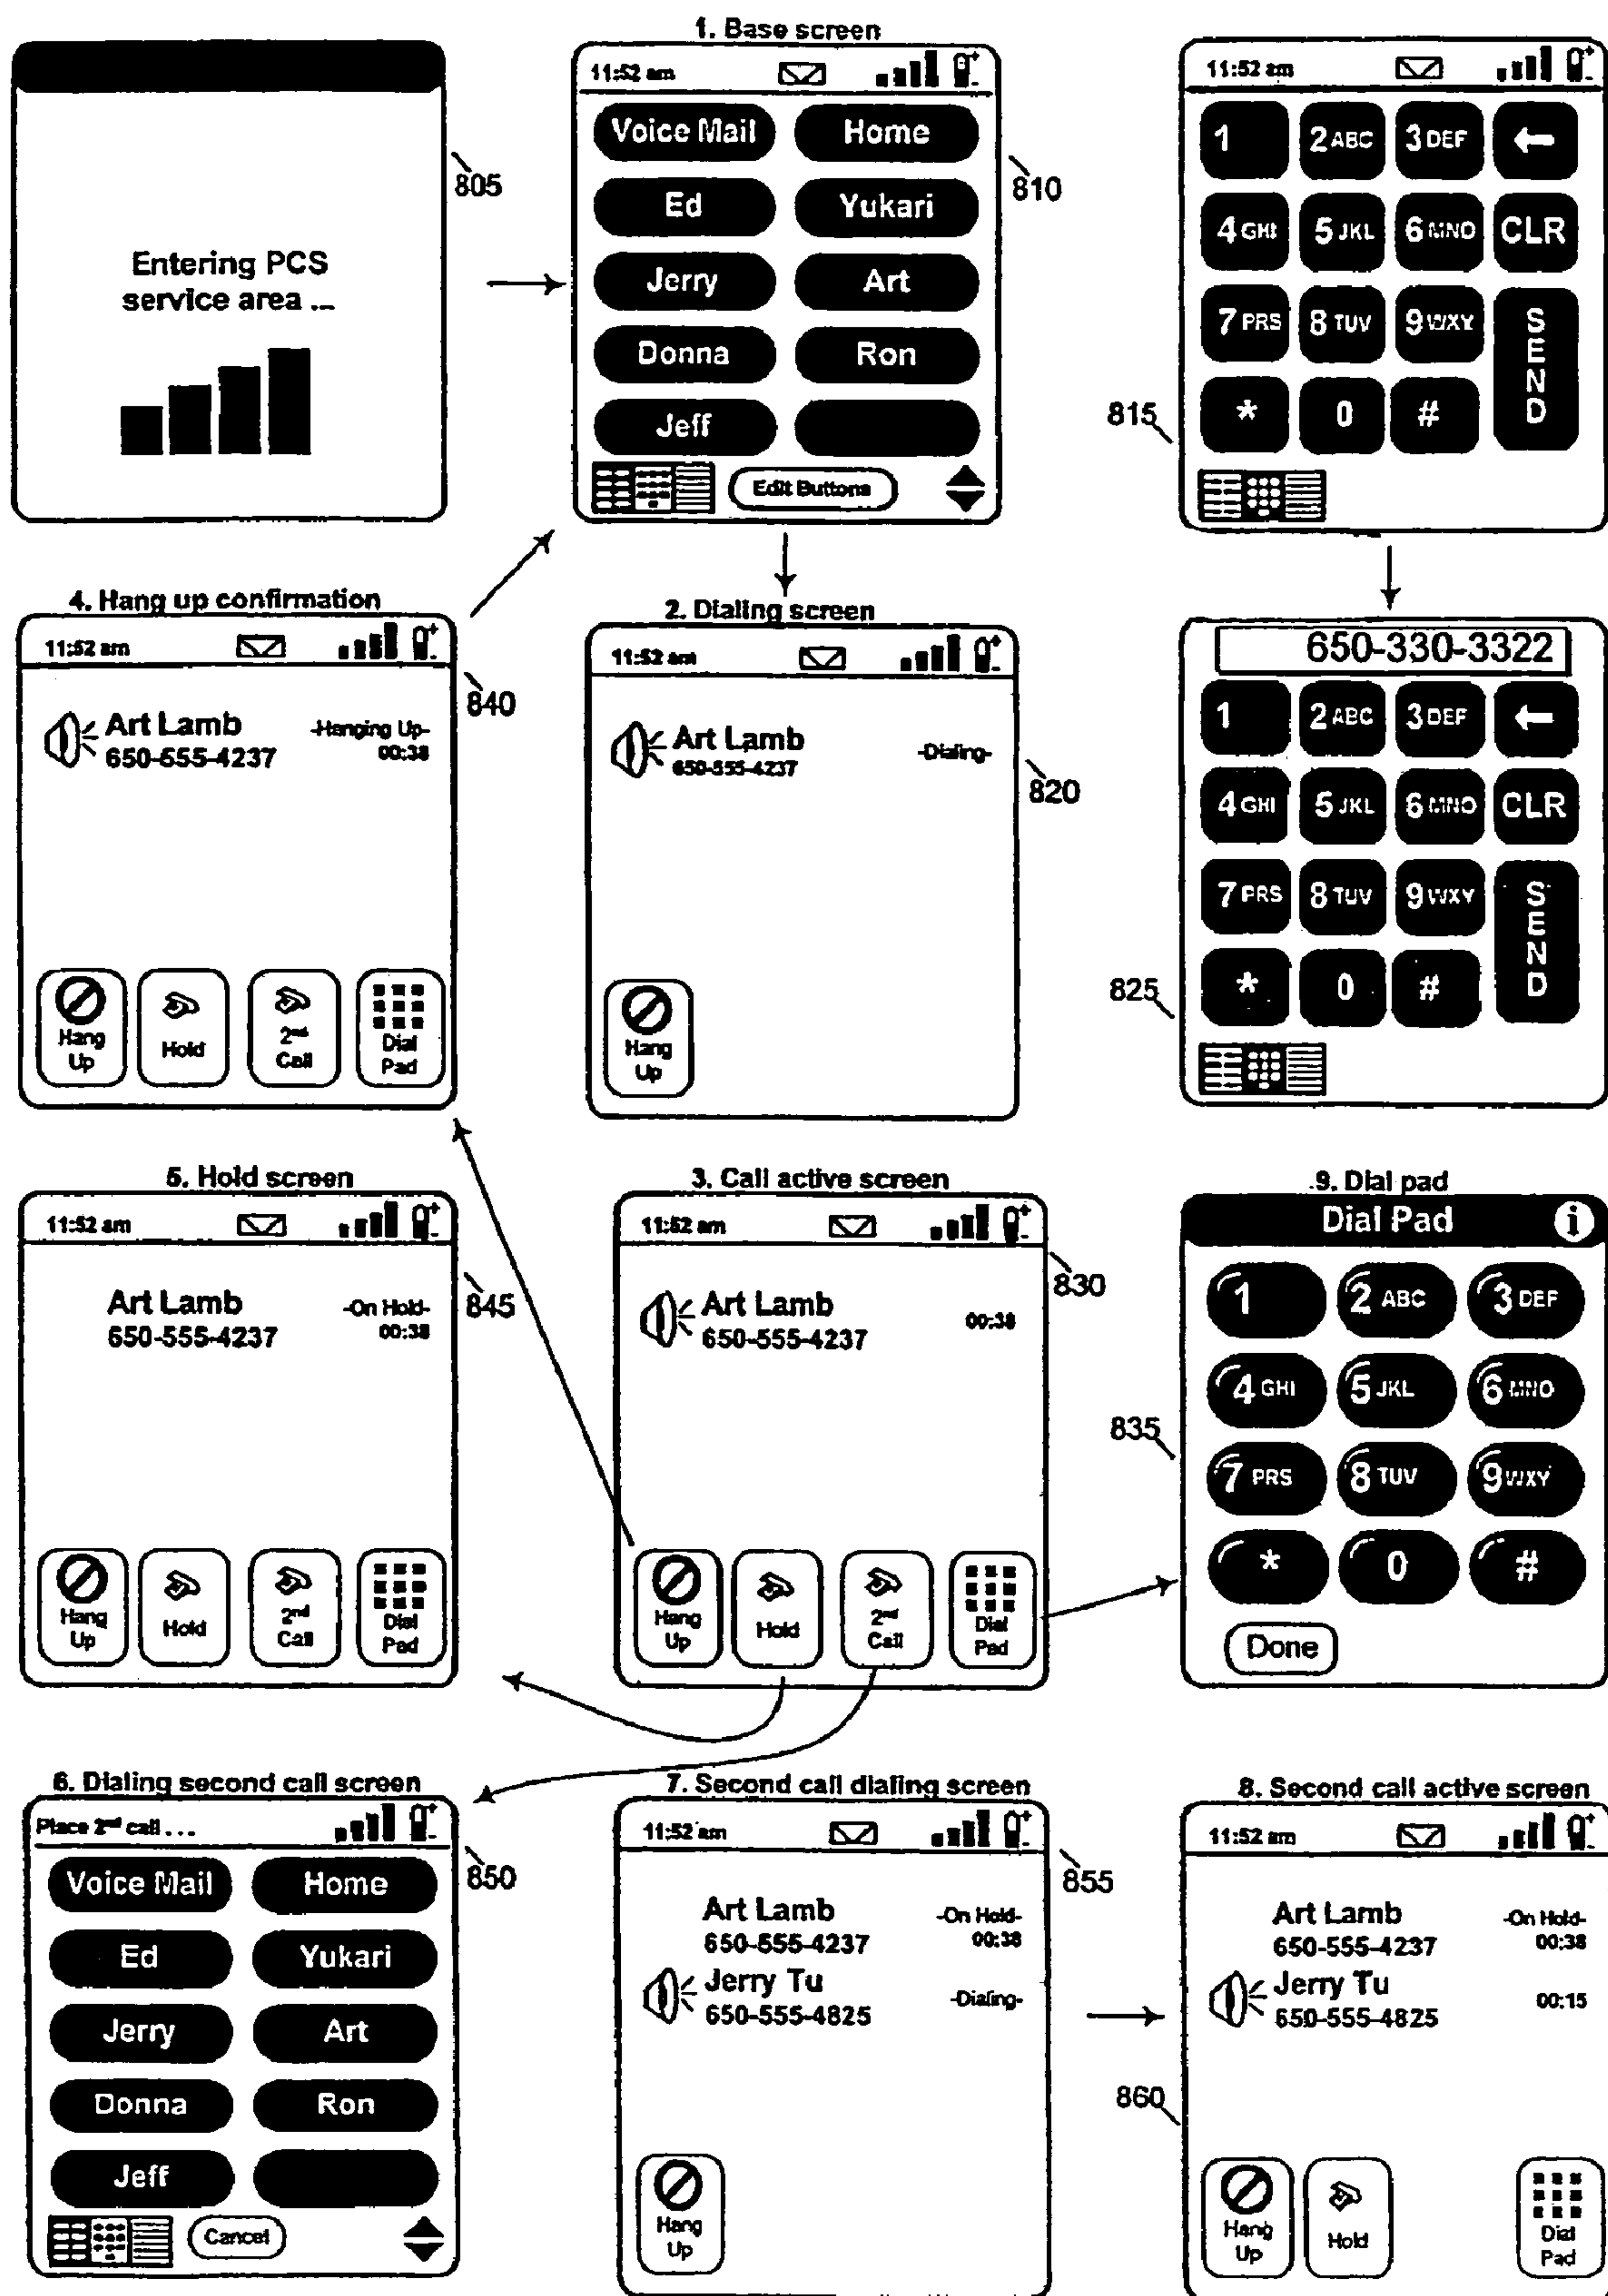 Entering PCS
service area ...
805
1. Base screen
11:52 am
Voice Mail
Home
Ed
Yukari
Jerry
Art
Donna
Ron
Jeff
Edit Buttons
810
11:52 am
1
2 ABC
3 DEF
←
4 GHI
5 JKL
6 MNO
CLR
7 PRS
8 TUV
9 WXY
SEND
*
0
#
815
4. Hang up confirmation
11:52 am
Art Lamb
-Hanging Up-
650-555-4237
00:38
Hang Up
Hold
2nd Call
Dial Pad
840
2. Dialing screen
11:52 am
Art Lamb
-Dialing-
650-555-4237
Hang Up
820
650-330-3322
1
2 ABC
3 DEF
←
4 GHI
5 JKL
6 MNO
CLR
7 PRS
8 TUV
9 WXY
SEND
*
0
#
825
5. Hold screen
11:52 am
Art Lamb
-On Hold-
650-555-4237
00:38
Hang Up
Hold
2nd Call
Dial Pad
845
3. Call active screen
11:52 am
Art Lamb
650-555-4237
00:38
Hang Up
Hold
2nd Call
Dial Pad
830
9. Dial pad
Dial Pad
i
1
2 ABC
3 DEF
4 GHI
5 JKL
6 MNO
7 PRS
8 TUV
9 WXY
*
0
#
Done
835
6. Dialing second call screen
Place 2nd call ...
Voice Mail
Home
Ed
Yukari
Jerry
Art
Donna
Ron
Jeff
Cancel
850
7. Second call dialing screen
11:52 am
Art Lamb
-On Hold-
650-555-4237
00:38
Jerry Tu
-Dialing-
650-555-4825
Hang Up
855
8. Second call active screen
11:52 am
Art Lamb
-On Hold-
650-555-4237
00:38
Jerry Tu
00:15
650-555-4825
Hang Up
Hold
Dial Pad
860